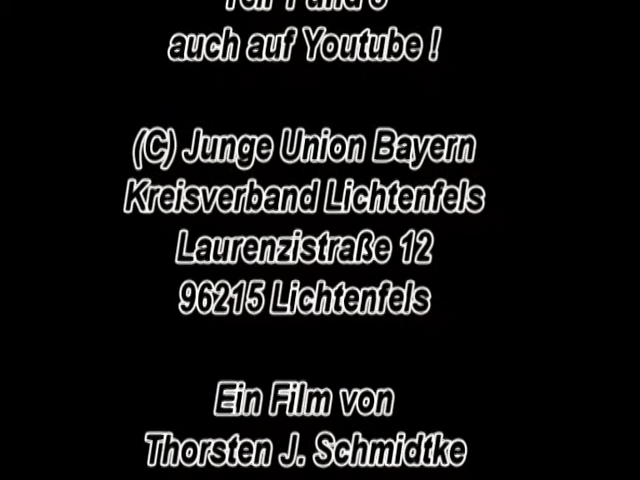 auch auf Youtube !
(C) Junge Union Bayern
Kreisverband Lichtenfels
Laurenzistraße 12
96215 Lichtenfels
Ein Film von
Thorsten J. Schmidtke